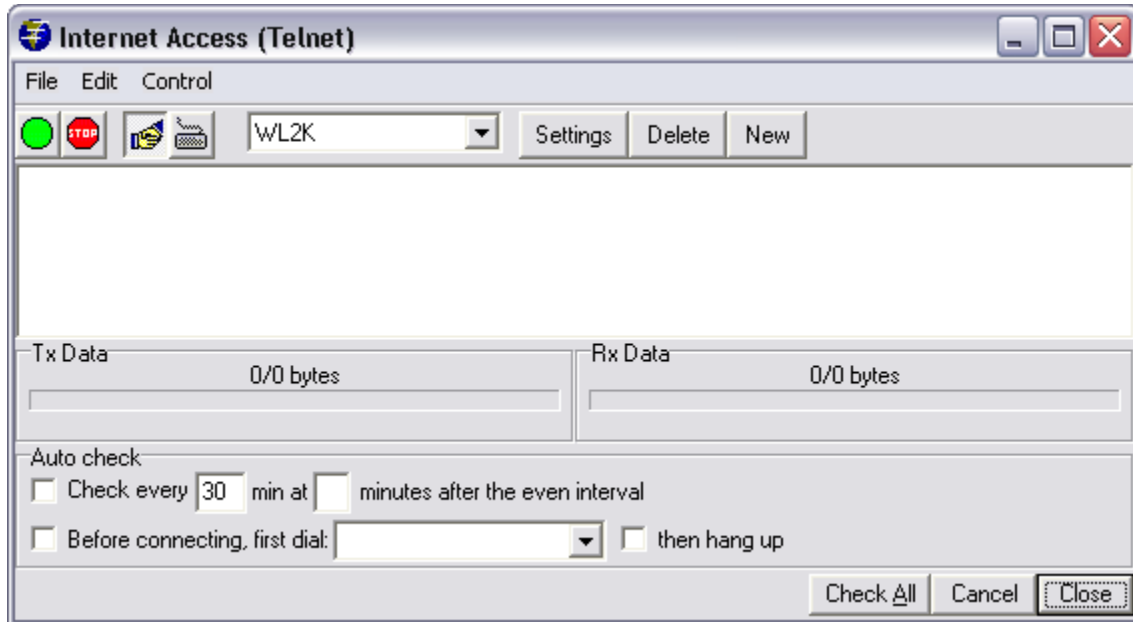 Internet Access (Telnet)
File Edit Control
STOP WL2K Settings Delete New
Tx Data Rx Data
0/0 bytes 0/0 bytes
Auto check
Check every 30 min at minutes after the even interval
Before connecting, first dial: then hang up
Check All Cancel Close